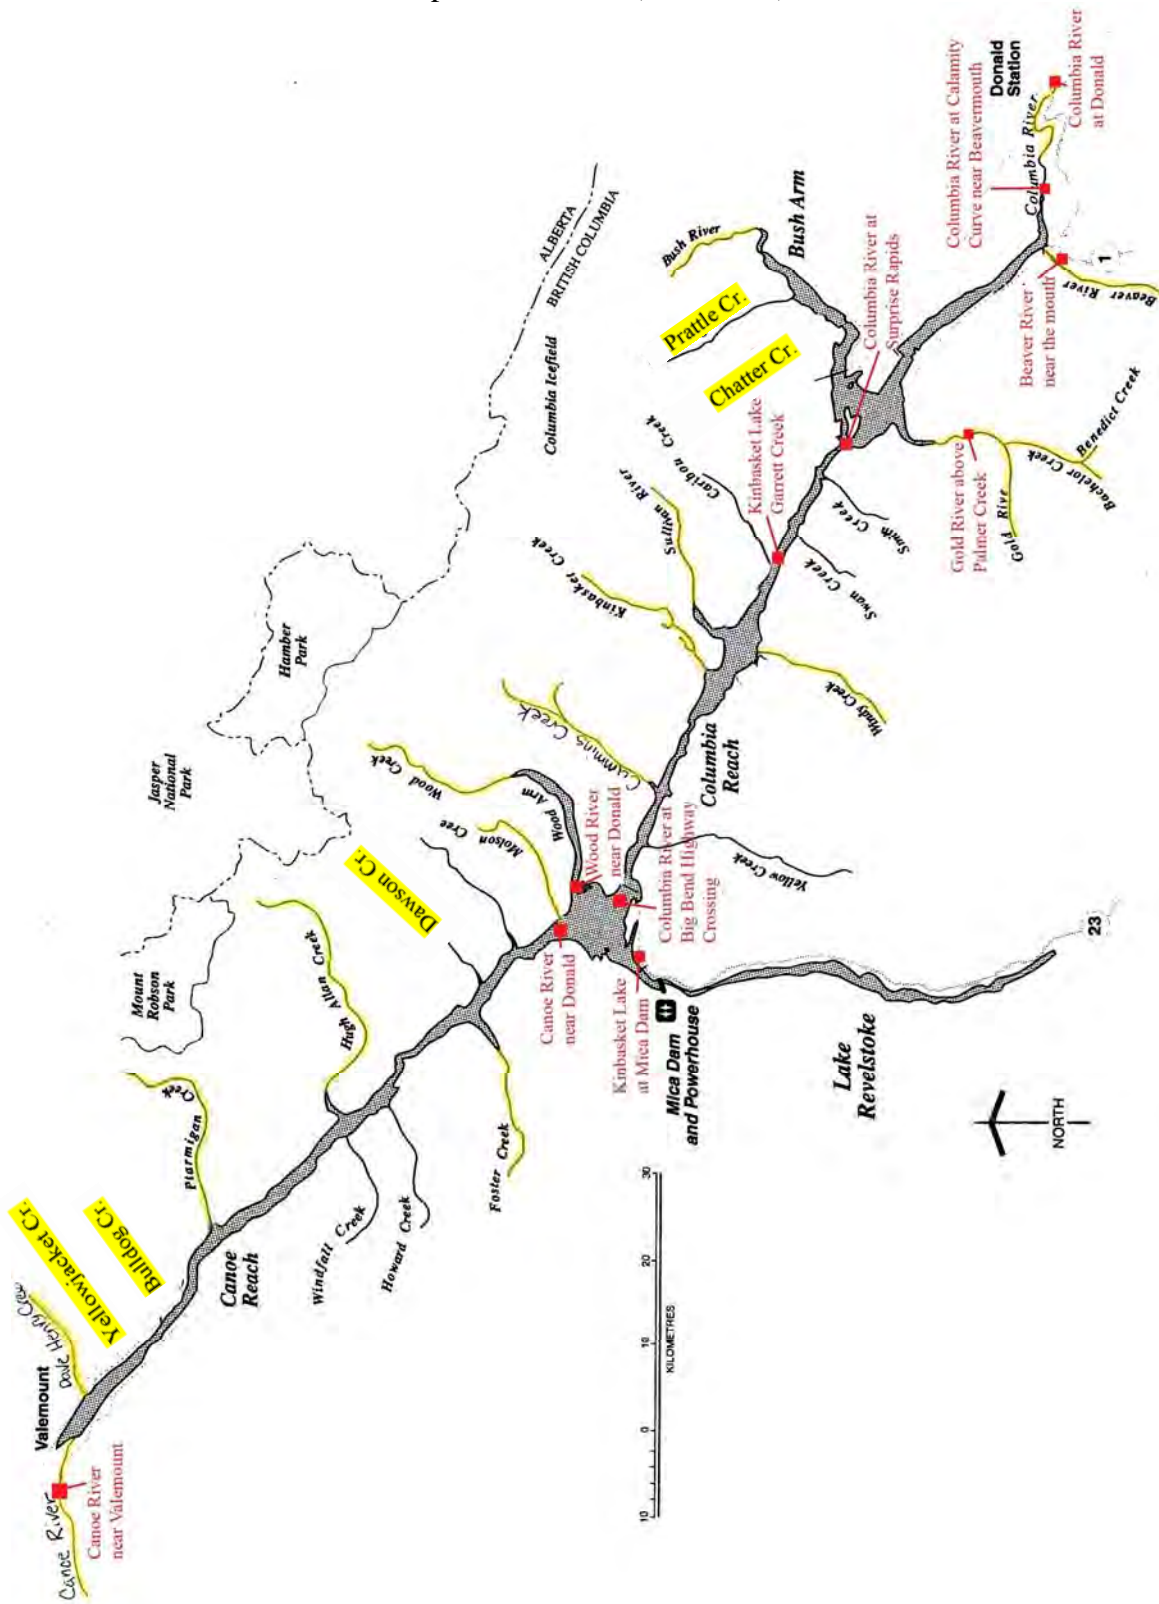 Canoe River
Canoe River
near Valemount
Valemount
Dave Henry Cree
Yellowjacket Cr.
Bulldog Cr.
Ptarmigan
Creek
Canoe
Reach
Mount
Robson
Park
Jasper
National
Park
Hamber
Park
Hugh Allan Creek
Windfall Creek
Howard Creek
Foster Creek
Dawson Cr.
Molson Cree
Wood Creek
Wood Arm
Canoe River
near Donald
Wood River
near Donald
Columbia River at
Big Bend Highway
Crossing
Kinbasket Lake
at Mica Dam
Mica Dam
and Powerhouse
Lake
Revelstoke
23
Yellow Creek
Cummins Creek
Columbia
Reach
Kinbasket Creek
Sullivan River
Windy Creek
Caribou Creek
Kinbasket Lake
Garrett Creek
Swan Creek
Smith Creek
Columbia Icefield
ALBERTA
BRITISH COLUMBIA
Prattle Cr.
Chatter Cr.
Bush River
Bush Arm
Columbia River at
Surprise Rapids
Gold River above
Palmer Creek
Gold Rive
Bachelor Creek
Benedict Creek
Beaver River
near the mouth
Beaver River
1
Columbia River at Calamity
Curve near Beavermouth
Columbia River
Donald
Station
Columbia River
at Donald
10 0 10 20 30
KILOMETRES
NORTH